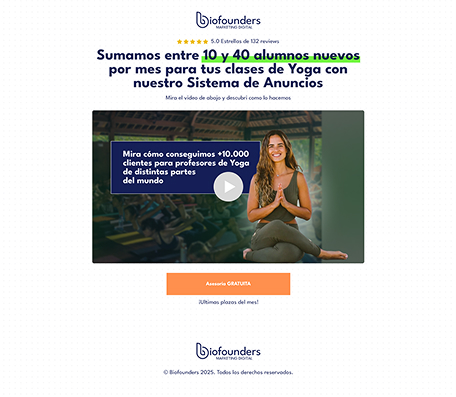 biofounders
MARKETING DIGITAL
5.0 Estrellas de 132 reviews
Sumamos entre 10 y 40 alumnos nuevos
por mes para tus clases de Yoga con
nuestro Sistema de Anuncios
Mira el video de abajo y descubrí como lo hacemos
Mira cómo conseguimos +10.000
clientes para profesores de Yoga
de distintas partes
del mundo
Asesoría GRATUITA
¡Últimas plazas del mes!
biofounders
MARKETING DIGITAL
© Biofounders 2025. Todos los derechos reservados.